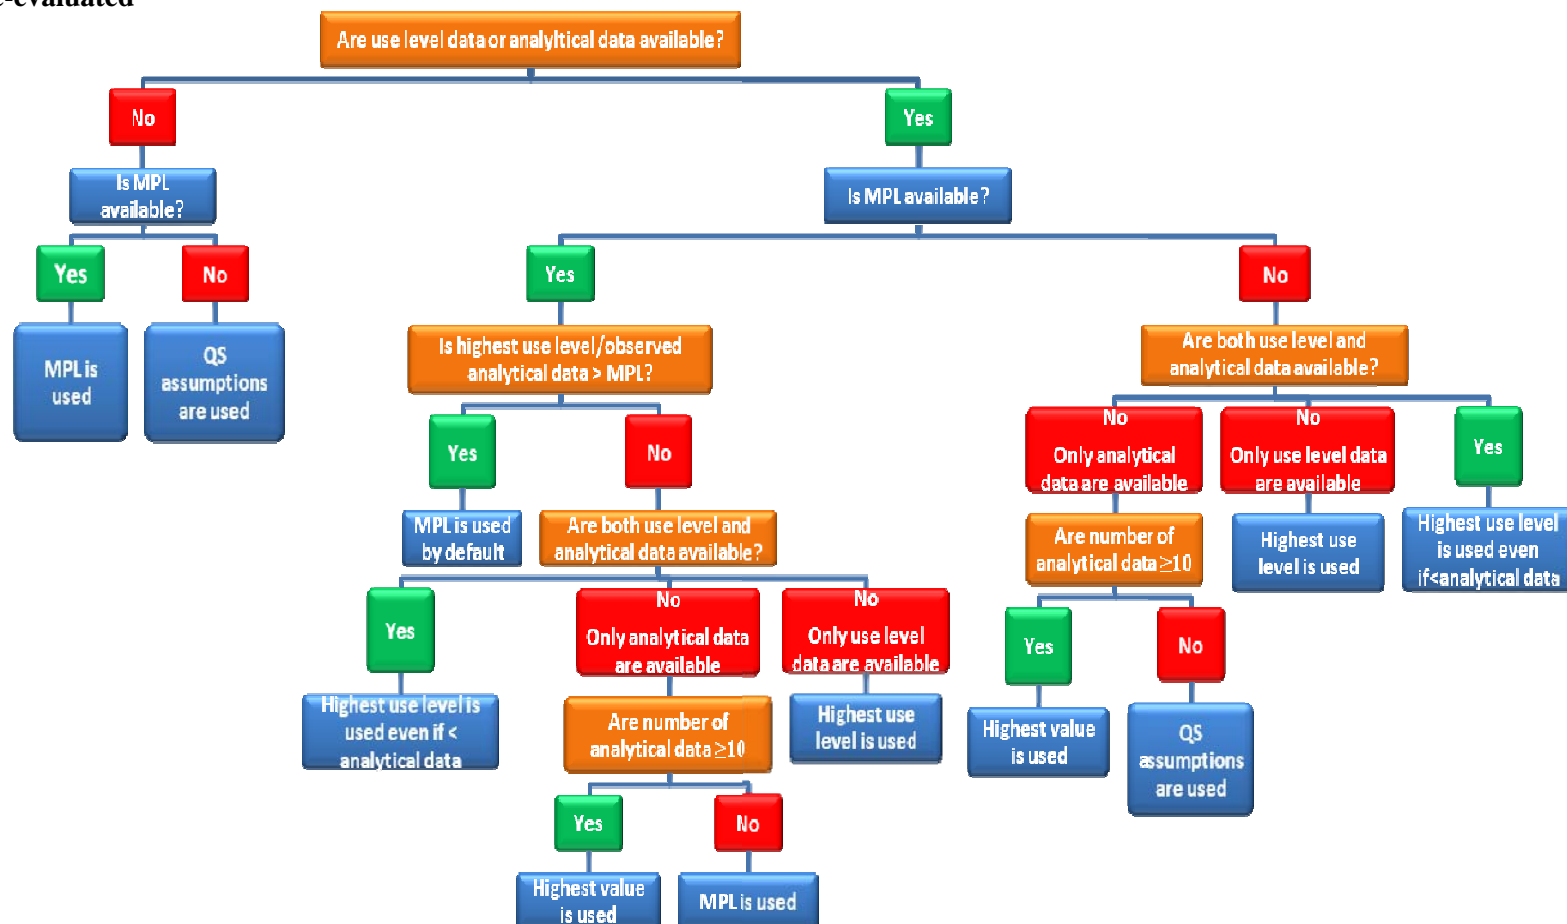 e-evaluated
Are use level data or analyltical data available?
No
Yes
Is MPL
available?
Is MPL available?
Yes
No
Yes
No
MPL is
used
QS
assumptions
are used
Is highest use level/observed
analytical data > MPL?
Are both use level and
analytical data available?
Yes
No
No
Only analytical
data are available
No
Only use level data
are available
Yes
MPL is used
by default
Are both use level and
analytical data available?
Are number of
analytical data ≥10
Highest use
level is used
Highest use level
is used even
if<analytical data
Yes
No
Only analytical data
are available
No
Only use level
data are available
Yes
No
Highest use level is
used even if <
analytical data
Are number of
analytical data ≥10
Highest use
level is used
Highest value
is used
QS
assumptions
are used
Yes
No
Highest value
is used
MPL is used